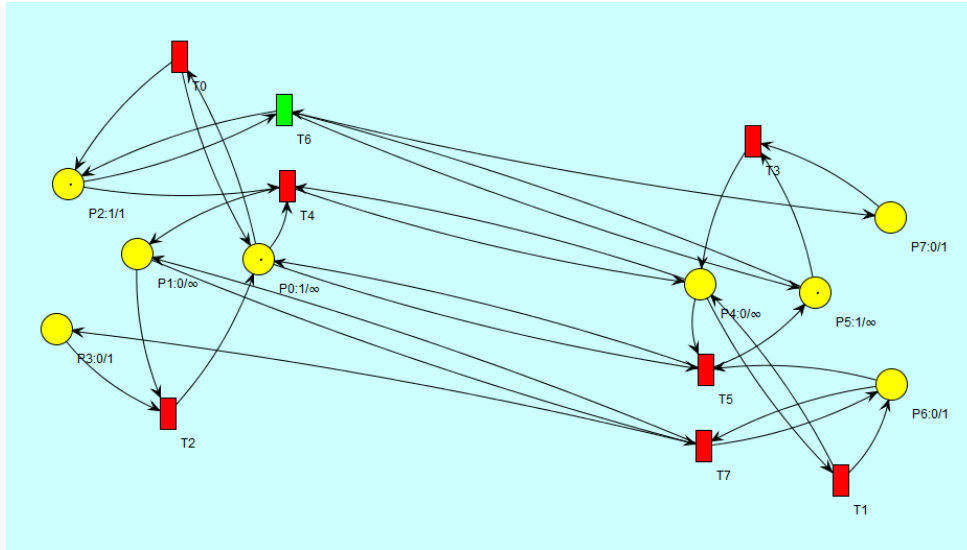 T0
T6
T3
P2:1/1
T4
P7:0/1
P1:0/∞
P0:1/∞
P4:0/∞
P5:1/∞
P3:0/1
T5
P6:0/1
T2
T7
T1